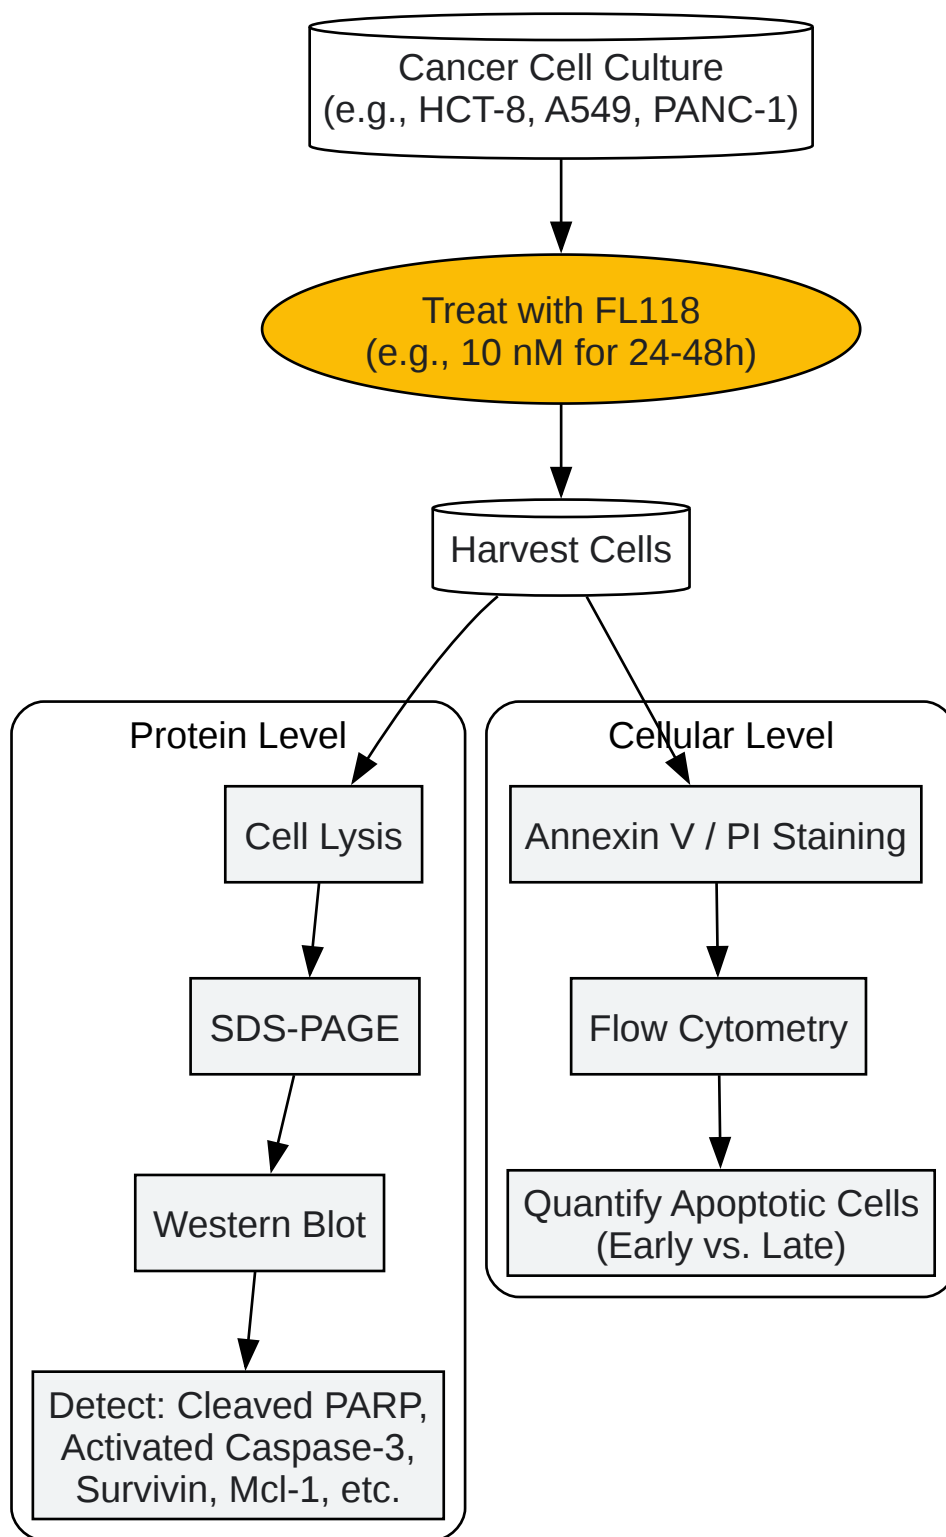 Cancer Cell Culture
(e.g., HCT-8, A549, PANC-1)
Treat with FL118
(e.g., 10 nM for 24-48h)
Harvest Cells
Protein Level
Cell Lysis
SDS-PAGE
Western Blot
Detect: Cleaved PARP,
Activated Caspase-3,
Survivin, Mcl-1, etc.
Cellular Level
Annexin V / PI Staining
Flow Cytometry
Quantify Apoptotic Cells
(Early vs. Late)